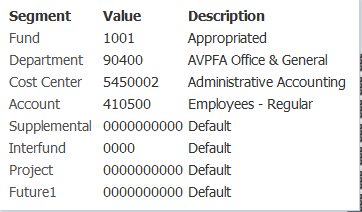 Segment Value Description
Fund 1001 Appropriated
Department 90400 AVPFA Office & General
Cost Center 5450002 Administrative Accounting
Account 410500 Employees - Regular
Supplemental 0000000000 Default
Interfund 0000 Default
Project 0000000000 Default
Future1 0000000000 Default